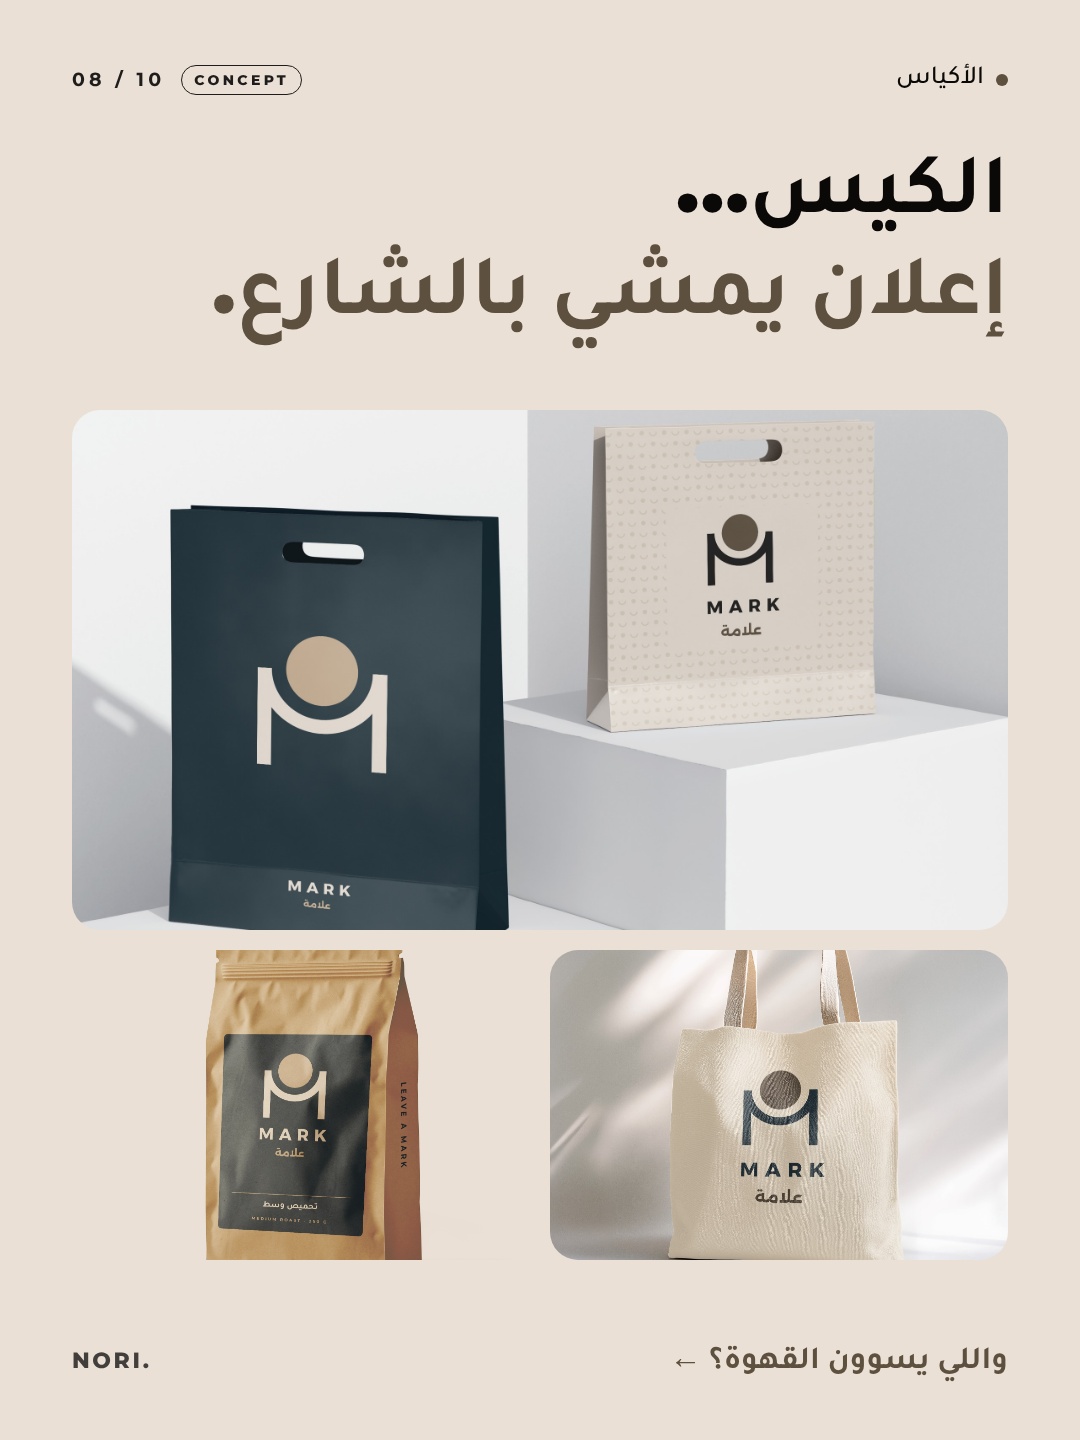 08 / 10 CONCEPT
الأكياس
الكيس...
إعلان يمشي بالشارع.
MARK
علامة
MARK
علامة
MARK
علامة
تحميص وسط
LEAVE A MARK
MARK
علامة
NORI.
واللي يسوون القهوة؟ ←